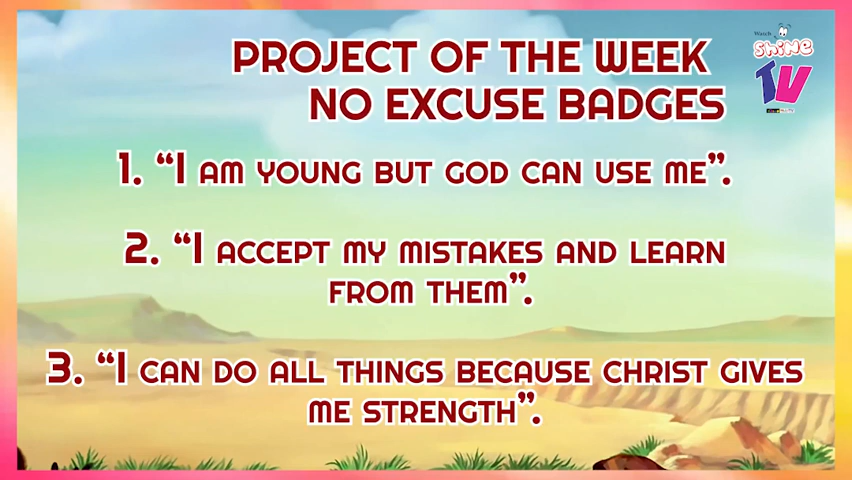 PROJECT OF THE WEEK
NO EXCUSE BADGES
Watch
Shine
TV
1. “I AM YOUNG BUT GOD CAN USE ME”.
2. “I ACCEPT MY MISTAKES AND LEARN
FROM THEM”.
3. “I CAN DO ALL THINGS BECAUSE CHRIST GIVES
ME STRENGTH”.